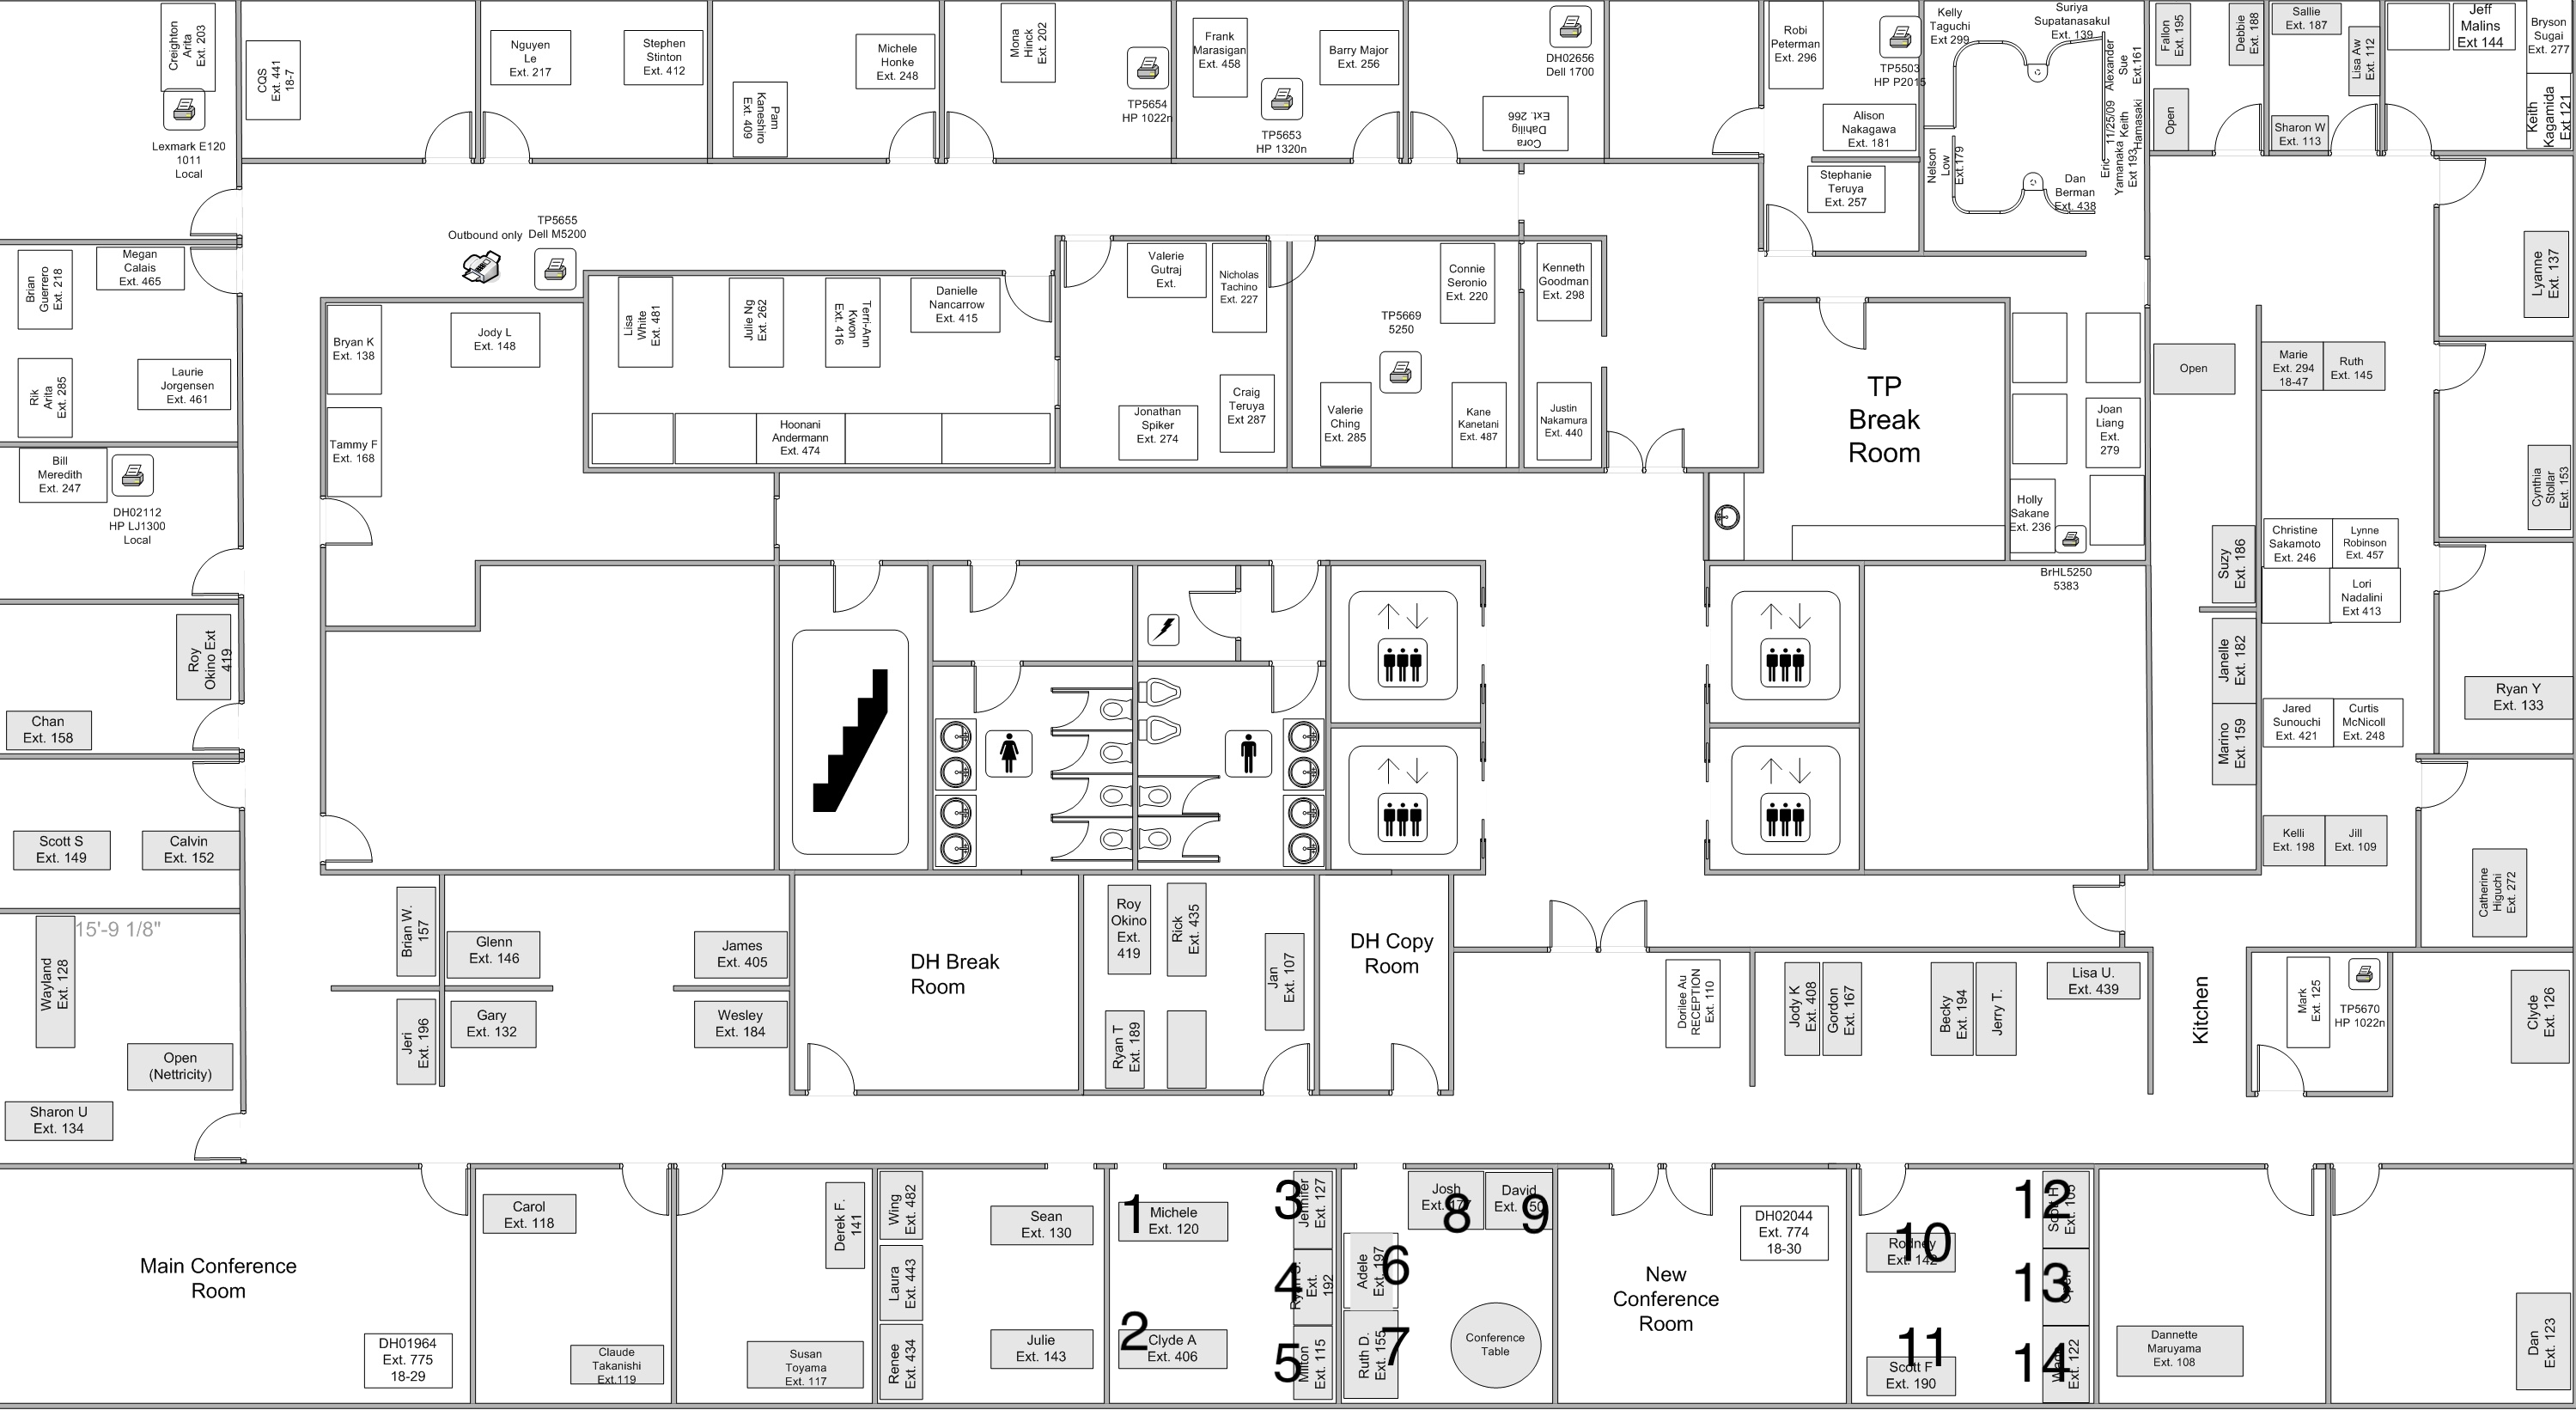 Creighton
Arita
Ext. 203
Lexmark E120
1011
Local
CQS
Ext. 441
18-7
Nguyen
Le
Ext. 217
Stephen
Stinton
Ext. 412
Pam
Kaneshiro
Ext. 409
Michele
Honke
Ext. 248
Mona
Hinck
Ext. 202
TP5654
HP 1022n
Frank
Marasigan
Ext. 458
TP5653
HP 1320n
Barry Major
Ext. 256
DH02656
Dell 1700
Cora
Dahilig
Ext. 266
Robi
Peterman
Ext. 296
TP5503
HP P2015
Alison
Nakagawa
Ext. 181
Stephanie
Teruya
Ext. 257
Kelly
Taguchi
Ext 299
Suriya
Supatanasakul
Ext. 139
Alexander
Sue
Ext.161
Nelson
Low
Ext.179
Eric
Yamanaka
11/25/09
Keith
Hamasaki
Ext 193
Dan
Berman
Ext. 438
Fallon
Ext. 195
Debbie
Ext. 188
Open
Sallie
Ext. 187
Lisa Aw
Ext. 112
Sharon W
Ext. 113
Jeff
Malins
Ext 144
Bryson
Sugai
Ext. 277
Keith
Kagamida
Ext 121
Brian
Guerrero
Ext. 218
Megan
Calais
Ext. 465
Rik
Arita
Ext. 285
Laurie
Jorgensen
Ext. 461
Bill
Meredith
Ext. 247
DH02112
HP LJ1300
Local
Outbound only
TP5655
Dell M5200
Bryan K
Ext. 138
Jody L
Ext. 148
Tammy F
Ext. 168
Lisa
White
Ext. 481
Julie Ng
Ext. 262
Terri-Ann
Kwon
Ext. 416
Danielle
Nancarrow
Ext. 415
Hoonani
Andermann
Ext. 474
Valerie
Gutraj
Ext.
Nicholas
Tachino
Ext. 227
Jonathan
Spiker
Ext. 274
Craig
Teruya
Ext 287
Connie
Seronio
Ext. 220
TP5669
5250
Valerie
Ching
Ext. 285
Kane
Kanetani
Ext. 487
Kenneth
Goodman
Ext. 298
Justin
Nakamura
Ext. 440
TP
Break
Room
Joan
Liang
Ext.
279
Holly
Sakane
Ext. 236
BrHL5250
5383
Open
Marie
Ext. 294
18-47
Ruth
Ext. 145
Lyanne
Ext. 137
Cynthia
Stollar
Ext. 153
Suzy
Ext. 186
Christine
Sakamoto
Ext. 246
Lynne
Robinson
Ext. 457
Lori
Nadalini
Ext 413
Janelle
Ext. 182
Marino
Ext. 159
Jared
Sunouchi
Ext. 421
Curtis
McNicoll
Ext. 248
Ryan Y
Ext. 133
Kelli
Ext. 198
Jill
Ext. 109
Catherine
Higuchi
Ext. 272
Roy
Okino Ext
419
Chan
Ext. 158
Scott S
Ext. 149
Calvin
Ext. 152
15'-9 1/8"
Wayland
Ext. 128
Open
(Nettricity)
Sharon U
Ext. 134
Brian W.
157
Glenn
Ext. 146
James
Ext. 405
Jeri
Ext. 196
Gary
Ext. 132
Wesley
Ext. 184
DH Break
Room
Roy
Okino
Ext.
419
Rick
Ext. 435
Jan
Ext. 107
Ryan T
Ext. 189
DH Copy
Room
Dorilee Au
RECEPTION
Ext. 110
Jody K
Ext. 408
Gordon
Ext. 167
Becky
Ext. 194
Jerry T.
Lisa U.
Ext. 439
Kitchen
Mark
Ext. 125
TP5670
HP 1022n
Clyde
Ext. 126
Main Conference
Room
DH01964
Ext. 775
18-29
Carol
Ext. 118
Claude
Takanishi
Ext.119
Derek F.
141
Susan
Toyama
Ext. 117
Wing
Ext. 482
Laura
Ext. 443
Renee
Ext. 434
Sean
Ext. 130
Julie
Ext. 143
1
Michele
Ext. 120
2
Clyde A
Ext. 406
3
Jennifer
Ext. 127
4
Ext.
192
5
Milton
Ext. 115
6
Adele
Ext. 197
7
Ruth D.
Ext. 155
8
Josh
9
David
Conference
Table
New
Conference
Room
DH02044
Ext. 774
18-30
10
Rodney
Ext. 142
11
Scott F
Ext. 190
12
13
Open
14
Ext. 122
Dannette
Maruyama
Ext. 108
Dan
Ext. 123